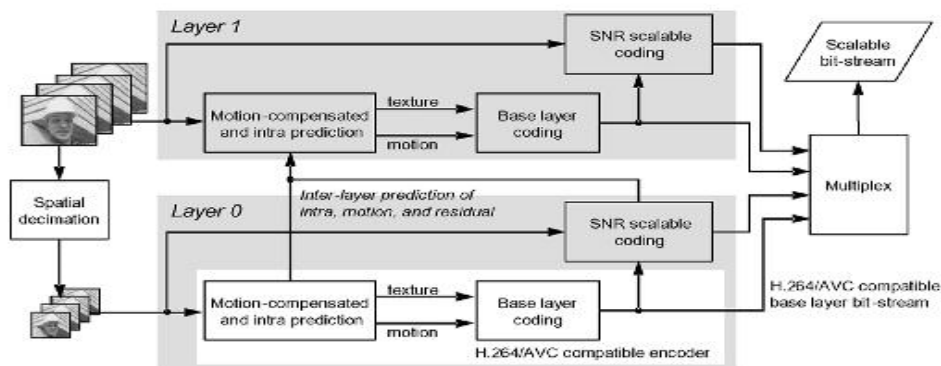 Layer 1
SNR scalable
coding
Scalable
bit-stream
Motion-compensated
and intra prediction
texture
motion
Base layer
coding
Multiplex
Spatial
decimation
Inter-layer prediction of
intra, motion, and residual
Layer 0
SNR scalable
coding
Motion-compensated
and intra prediction
texture
motion
Base layer
coding
H.264/AVC compatible
base layer bit-stream
H.264/AVC compatible encoder